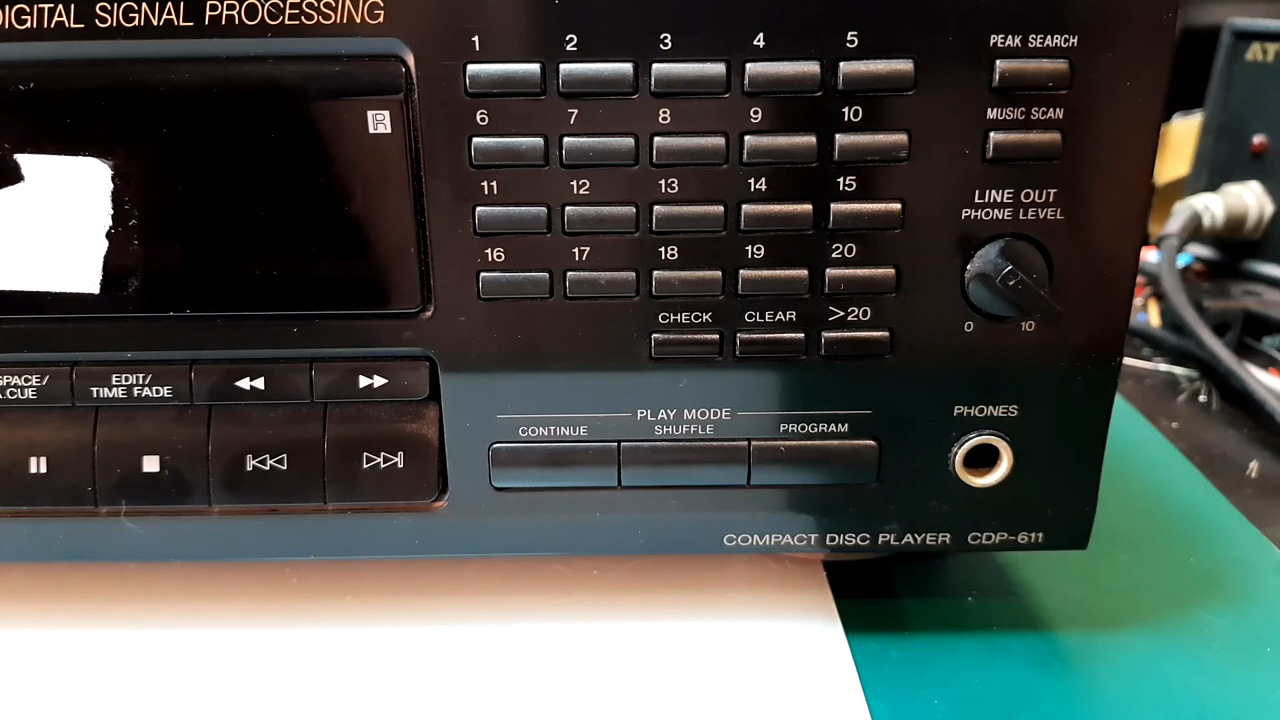 DIGITAL SIGNAL PROCESSING
1 2 3 4 5
PEAK SEARCH
6 7 8 9 10
MUSIC SCAN
11 12 13 14 15
LINE OUT
PHONE LEVEL
16 17 18 19 20
CHECK CLEAR >20
0 10
SPACE/
A.CUE
EDIT/
TIME FADE
PLAY MODE
CONTINUE SHUFFLE PROGRAM
PHONES
COMPACT DISC PLAYER CDP-611
AT